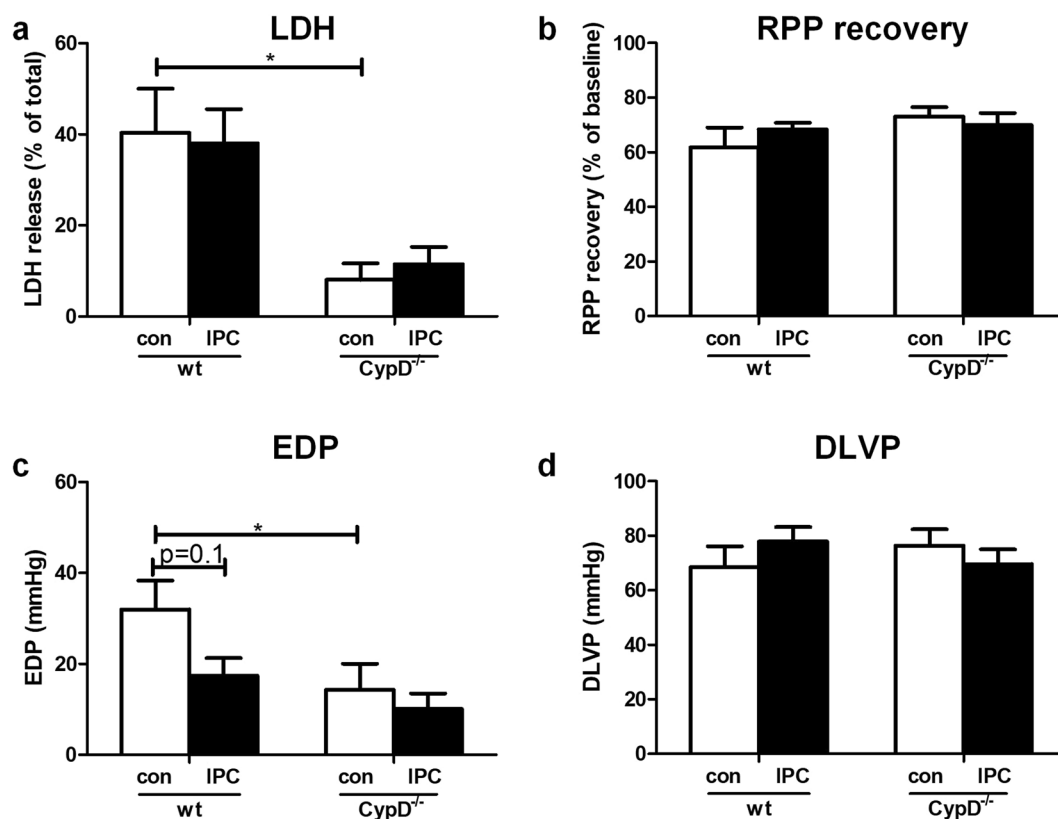 a
LDH
LDH release (% of total)
60
40
20
0
*
con IPC con IPC
wt CypD-/-
b
RPP recovery
RPP recovery (% of baseline)
100
80
60
40
20
0
con IPC con IPC
wt CypD-/-
c
EDP
EDP (mmHg)
60
40
20
0
*
p=0.1
con IPC con IPC
wt CypD-/-
d
DLVP
DLVP (mmHg)
100
80
60
40
20
0
con IPC con IPC
wt CypD-/-